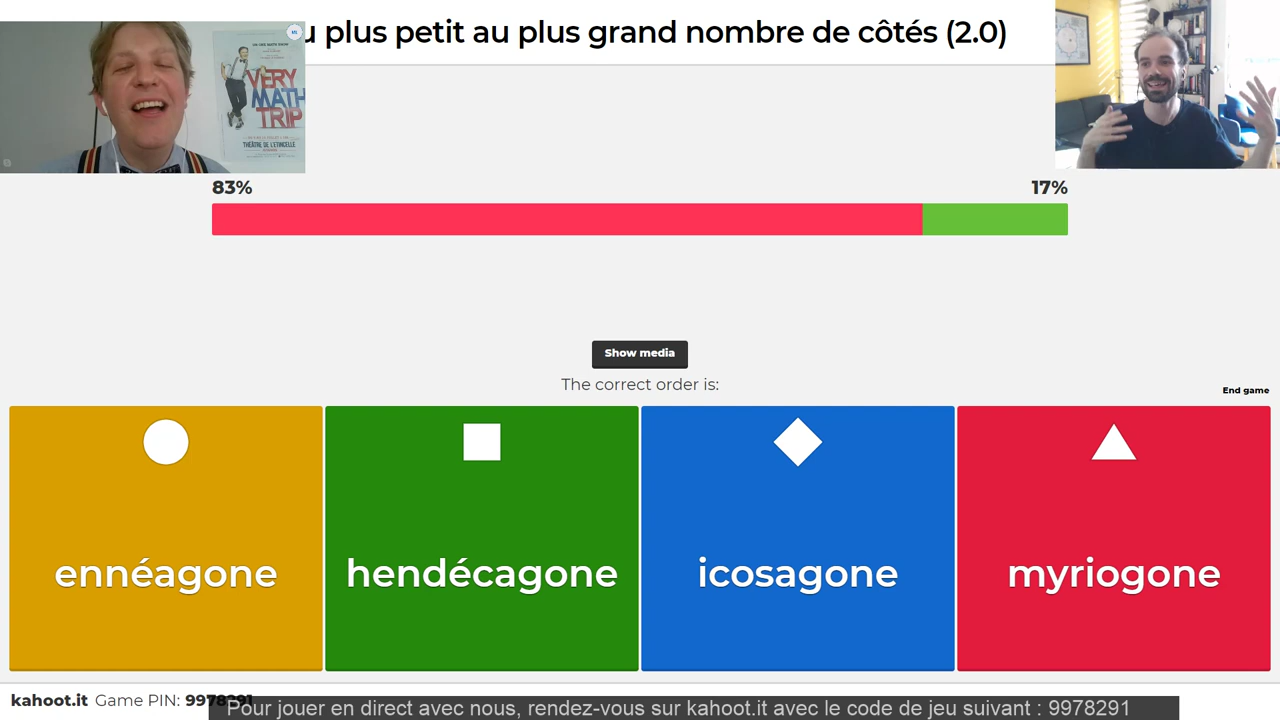 u plus petit au plus grand nombre de côtés (2.0)
VERY
MATH
TRIP
THÉÂTRE DE L'ETINCELLE
83%
17%
Show media
The correct order is:
End game
ennéagone
hendécagone
icosagone
myriogone
kahoot.it Game PIN: 9978291
Pour jouer en direct avec nous, rendez-vous sur kahoot.it avec le code de jeu suivant : 9978291